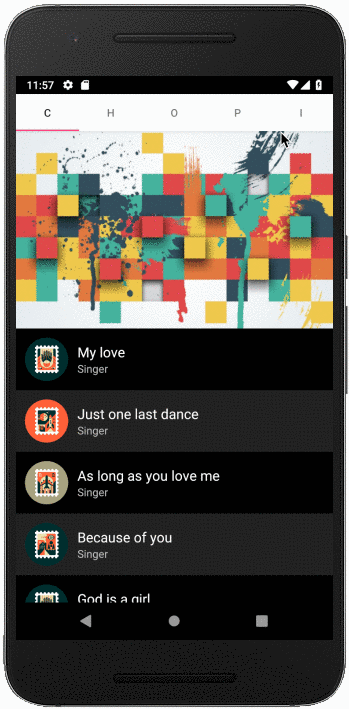 11:57
C H O P I
My love
Singer
Just one last dance
Singer
As long as you love me
Singer
Because of you
Singer
God is a girl